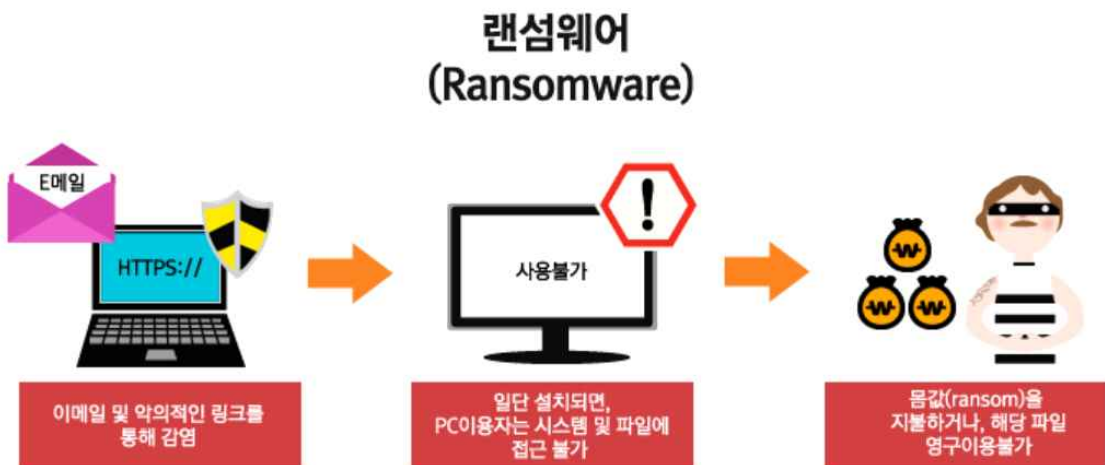 랜섬웨어
(Ransomware)
E메일
HTTPS://
사용불가
!
이메일 및 악의적인 링크를
통해 감염
일단 설치되면,
PC이용자는 시스템 및 파일에
접근 불가
몸값(ransom)을
지불하거나, 해당 파일
영구이용불가